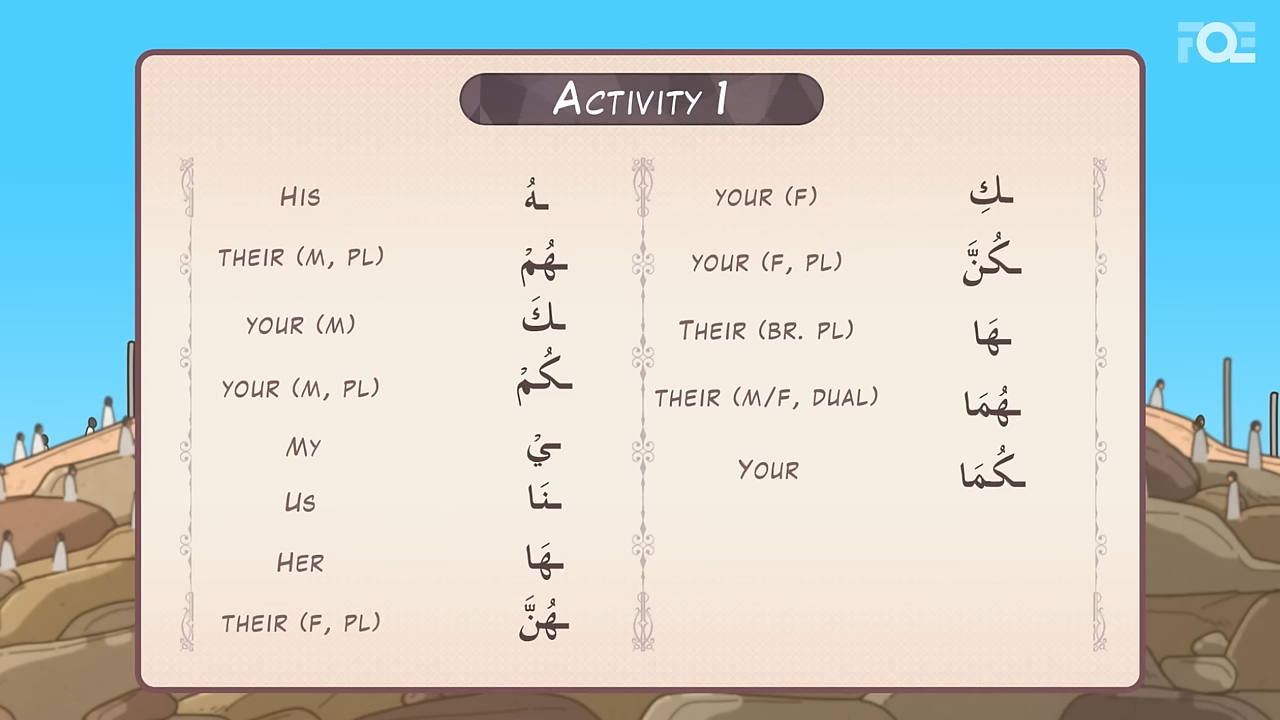 FQE
Activity 1
His ـهُ
Their (m, pl) ـهُمْ
Your (m) ـكَ
Your (m, pl) ـكُمْ
My ـيْ
Us ـنَا
Her ـهَا
Their (f, pl) ـهُنَّ
Your (f) ـكِ
Your (f, pl) ـكُنَّ
Their (br. pl) ـهَا
Their (m/f, dual) ـهُمَا
Your ـكُمَا